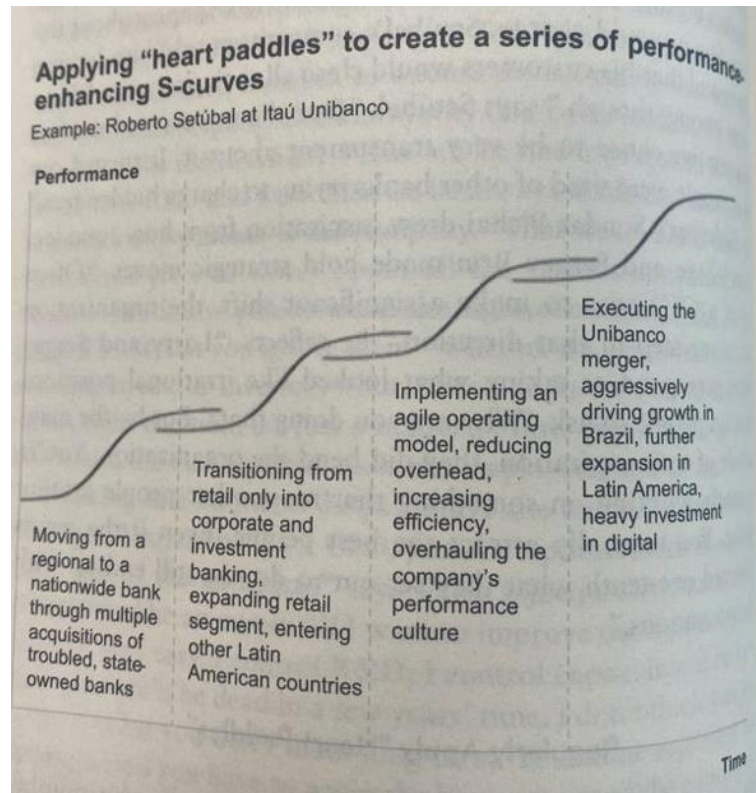 Applying “heart paddles” to create a series of performance-
enhancing S-curves
Example: Roberto Setúbal at Itaú Unibanco
Performance
Moving from a
regional to a
nationwide bank
through multiple
acquisitions of
troubled, state-
owned banks
Transitioning from
retail only into
corporate and
investment
banking,
expanding retail
segment, entering
other Latin
American countries
Implementing an
agile operating
model, reducing
overhead,
increasing
efficiency,
overhauling the
company’s
performance
culture
Executing the
Unibanco
merger,
aggressively
driving growth in
Brazil, further
expansion in
Latin America,
heavy investment
in digital
Time